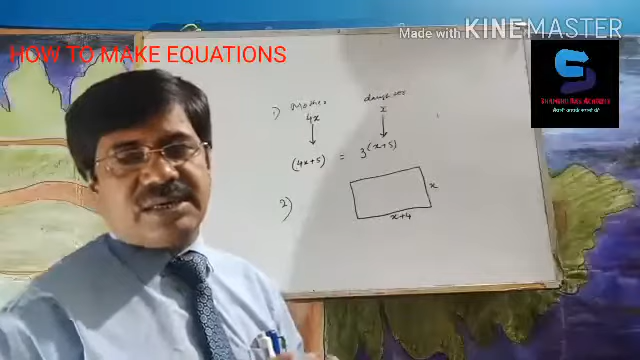 Made with KINEMASTER
HOW TO MAKE EQUATIONS
1) Mother daughter
4x x
(4x+5) = 3(x+5)
2) x
x+4